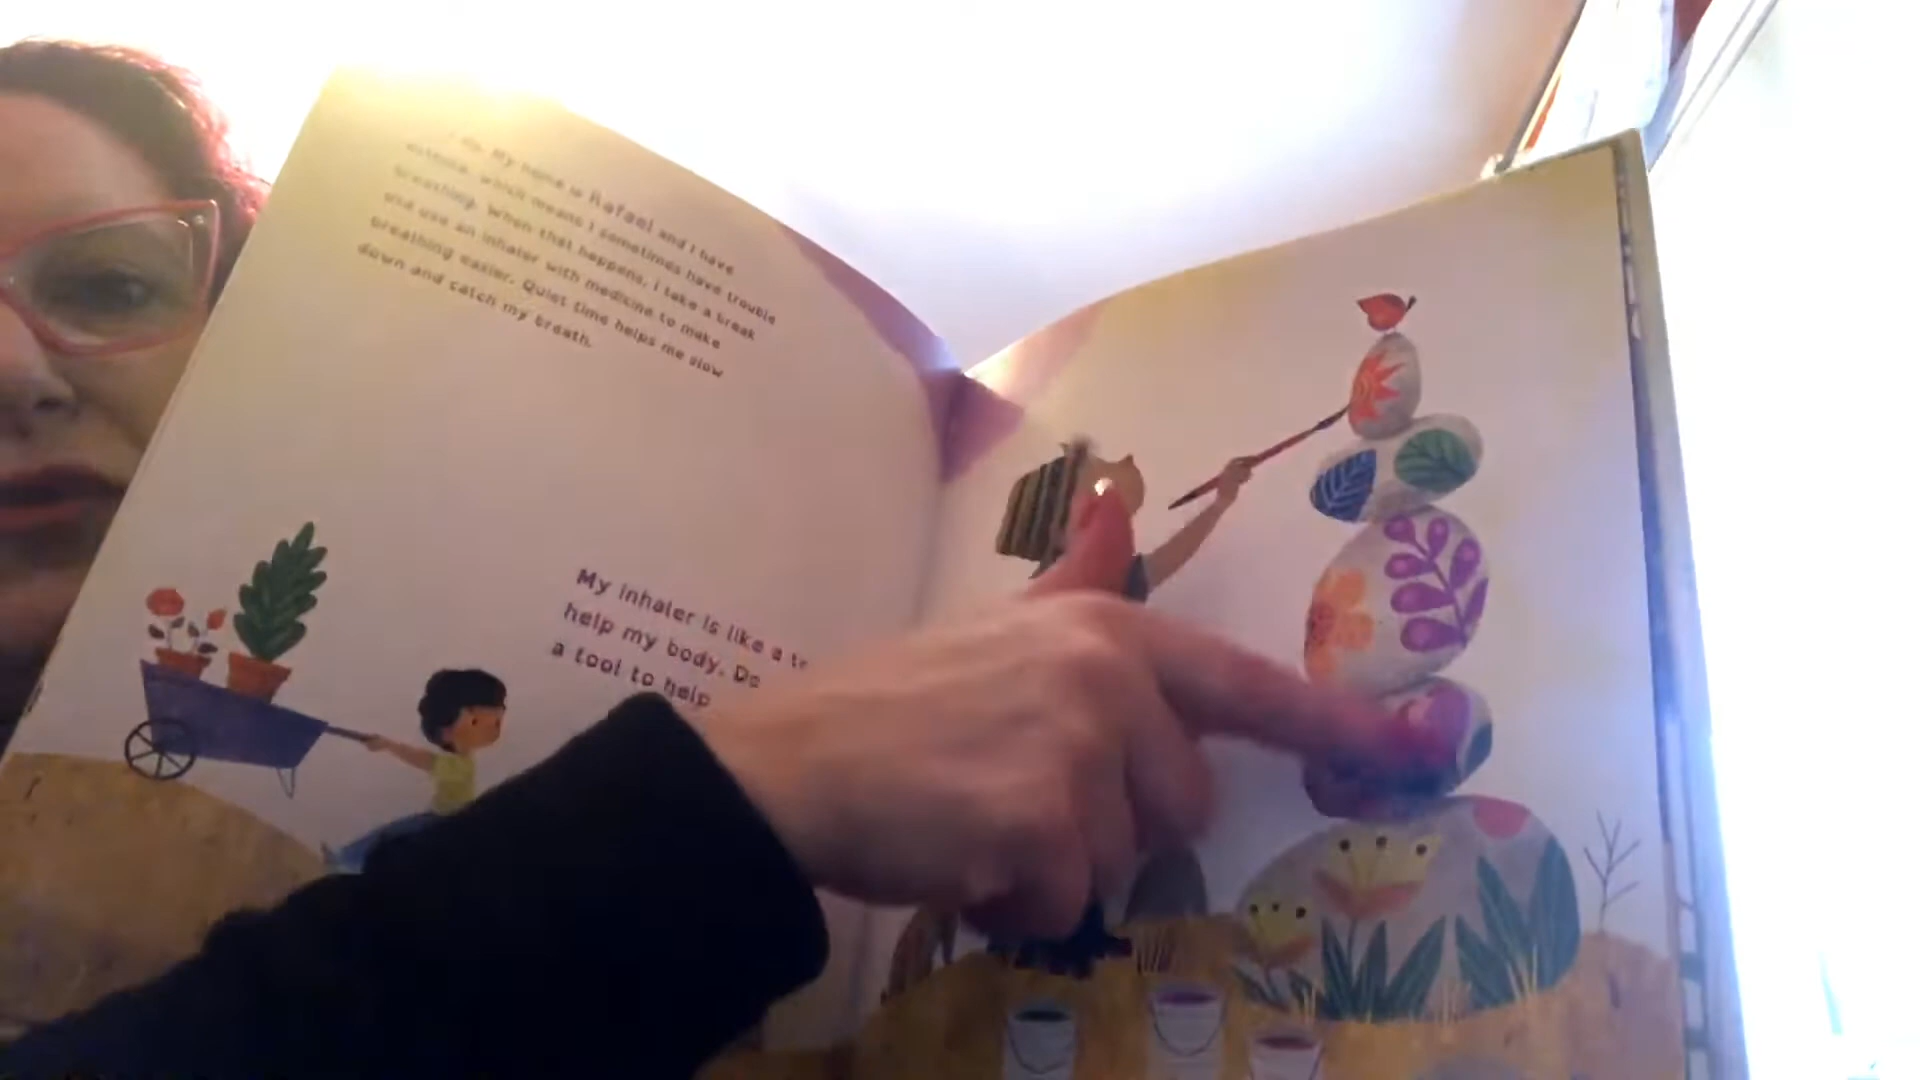 My name is Rafael and I have
asthma, which means I sometimes have trouble
breathing. When that happens, I take a break
and use an inhaler with medicine to make
breathing easier. Quiet time helps me slow
down and catch my breath.
My inhaler is like a
help my body. Do
a tool to help